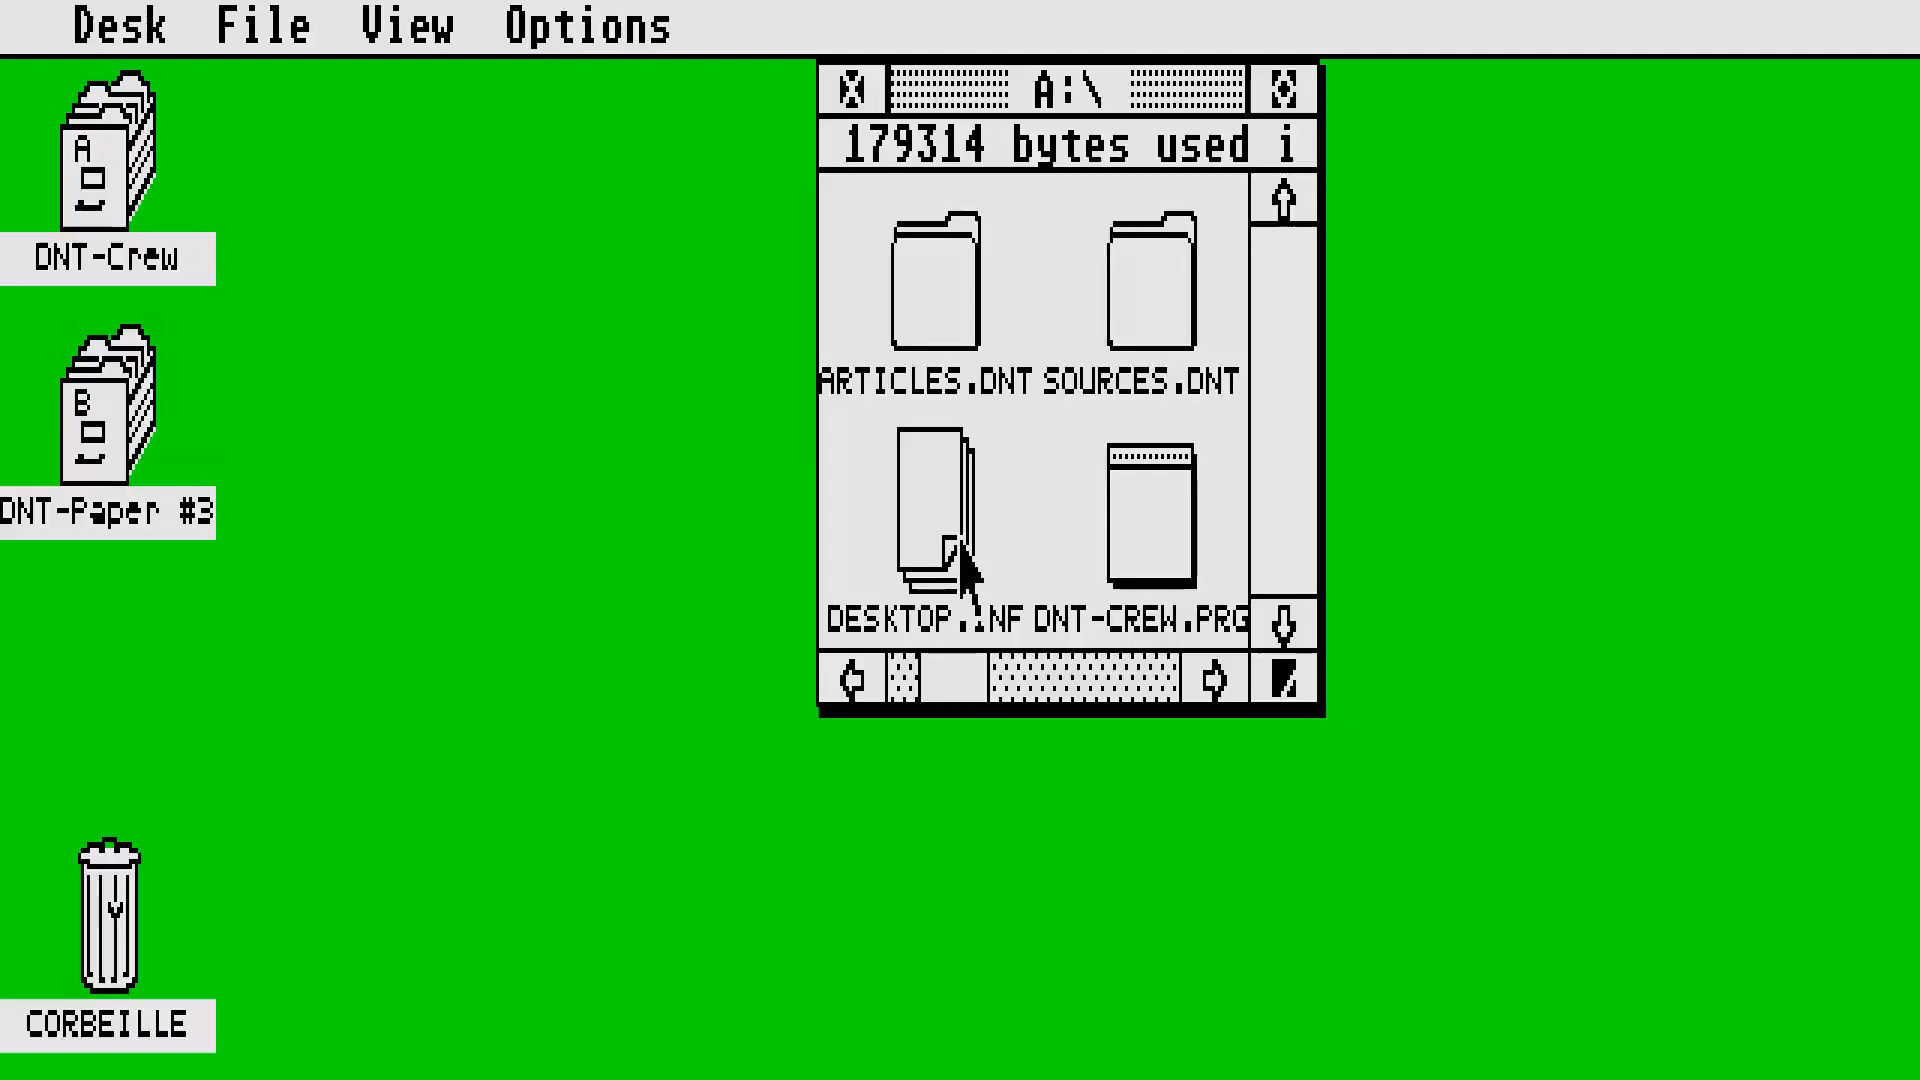 Desk File View Options
A:\
179314 bytes used i
A
DNT-Crew
ARTICLES.DNT SOURCES.DNT
B
DNT-Paper #3
DESKTOP.INF DNT-CREW.PRG
CORBEILLE